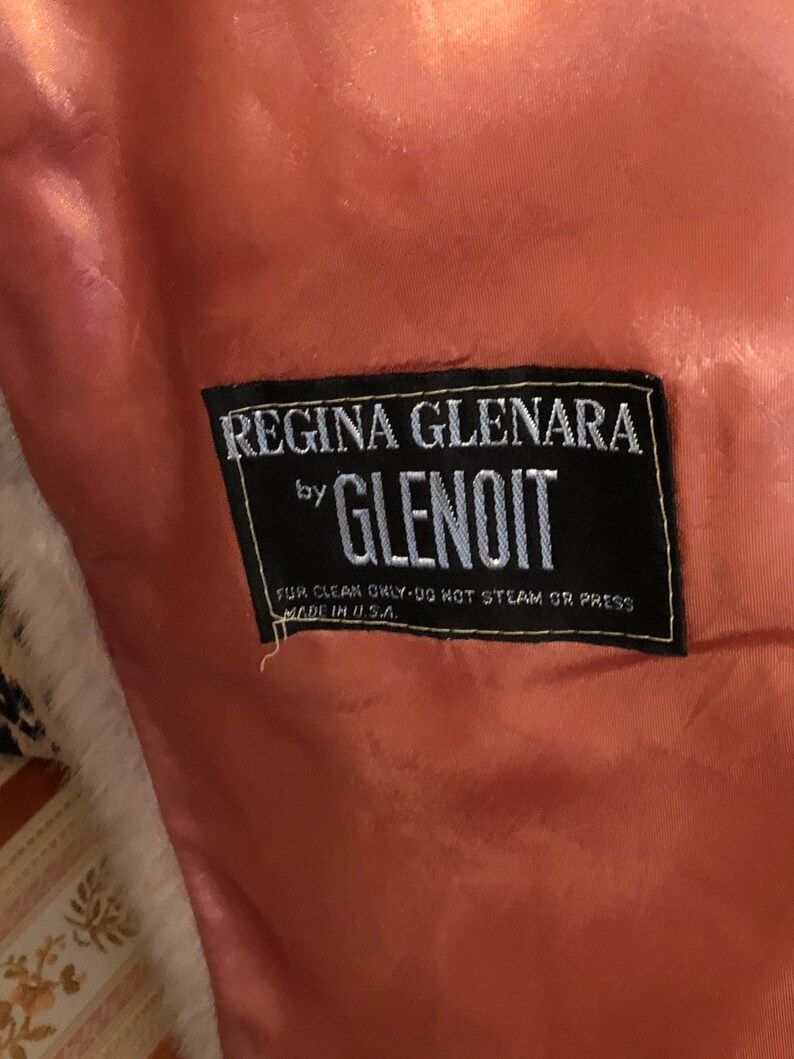 REGINA GLENARA
by GLENOIT
FUR CLEAN ONLY·DO NOT STEAM OR PRESS
MADE IN U.S.A.